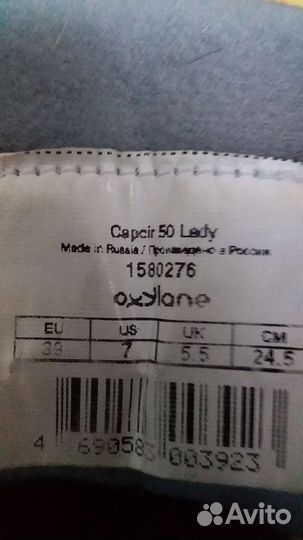 Capcir 50 Lady
Made in Russia / Произведено в России
1580276
oxylane
EU US UK CM
39 7 5.5 24.5
4 690583 003923
Avito